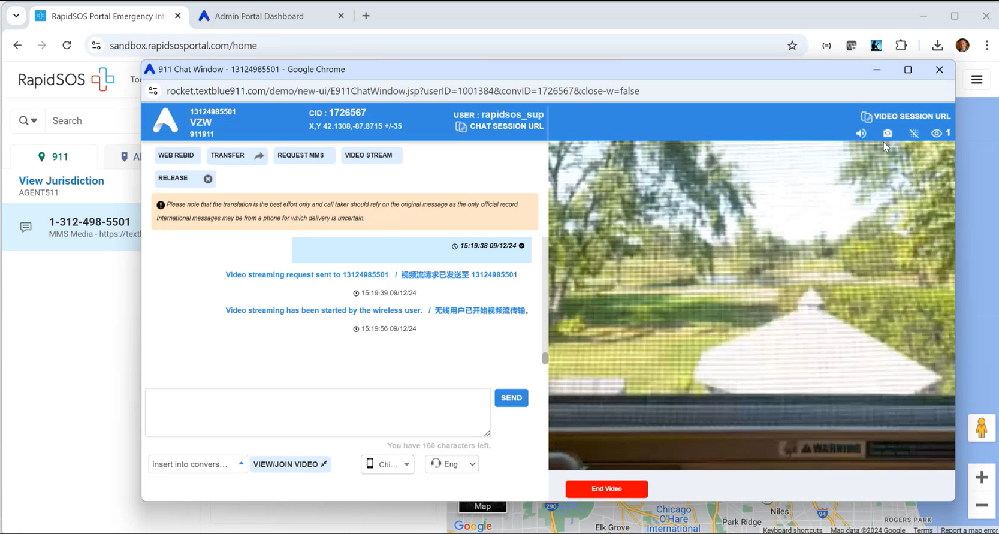 RapidSOS Portal Emergency Int
Admin Portal Dashboard
sandbox.rapidsosportal.com/home
RapidSOS
Search
911
View Jurisdiction
AGENT511
1-312-498-5501
MMS Media - https://text
911 Chat Window - 13124985501 - Google Chrome
rocket.textblue911.com/demo/new-ui/E911ChatWindow.jsp?userID=1001384&convID=1726567&close-w=false
13124985501
VZW
911911
CID : 1726567
X,Y 42.1308,-87.8715 +/-35
USER : rapidsos_sup
CHAT SESSION URL
VIDEO SESSION URL
1
WEB REBID
TRANSFER
REQUEST MMS
VIDEO STREAM
RELEASE
Please note that the translation is the best effort only and call taker should rely on the original message as the only official record.
International messages may be from a phone for which delivery is uncertain.
15:19:38 09/12/24
Video streaming request sent to 13124985501 / 视频流请求已发送至 13124985501
15:19:39 09/12/24
Video streaming has been started by the wireless user. / 无线用户已开始视频流传输。
15:19:56 09/12/24
SEND
You have 160 characters left.
Insert into convers...
VIEW/JOIN VIDEO
Chi...
Eng
WARNING
End Video
Map
290
Chicago
O'Hare
International
Niles
94
Park Ridge
ROGERS PARK
Google
Elk Grove
Keyboard shortcuts
Map data ©2024 Google
Terms
Report a map error